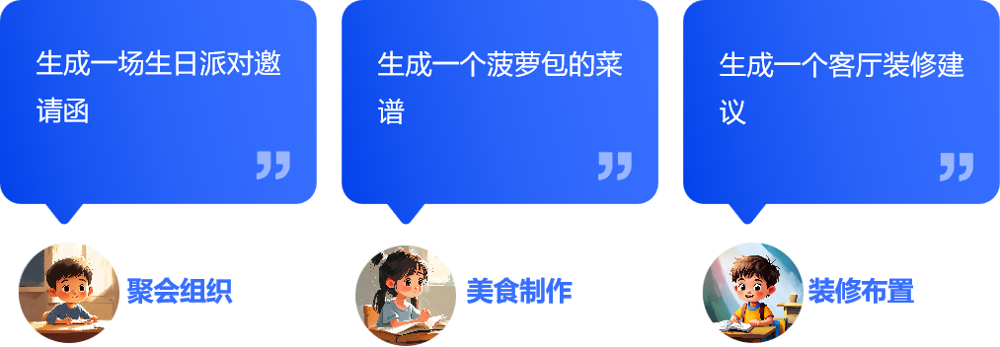 生成一场生日派对邀
请函
聚会组织
生成一个菠萝包的菜
谱
美食制作
生成一个客厅装修建
议
装修布置